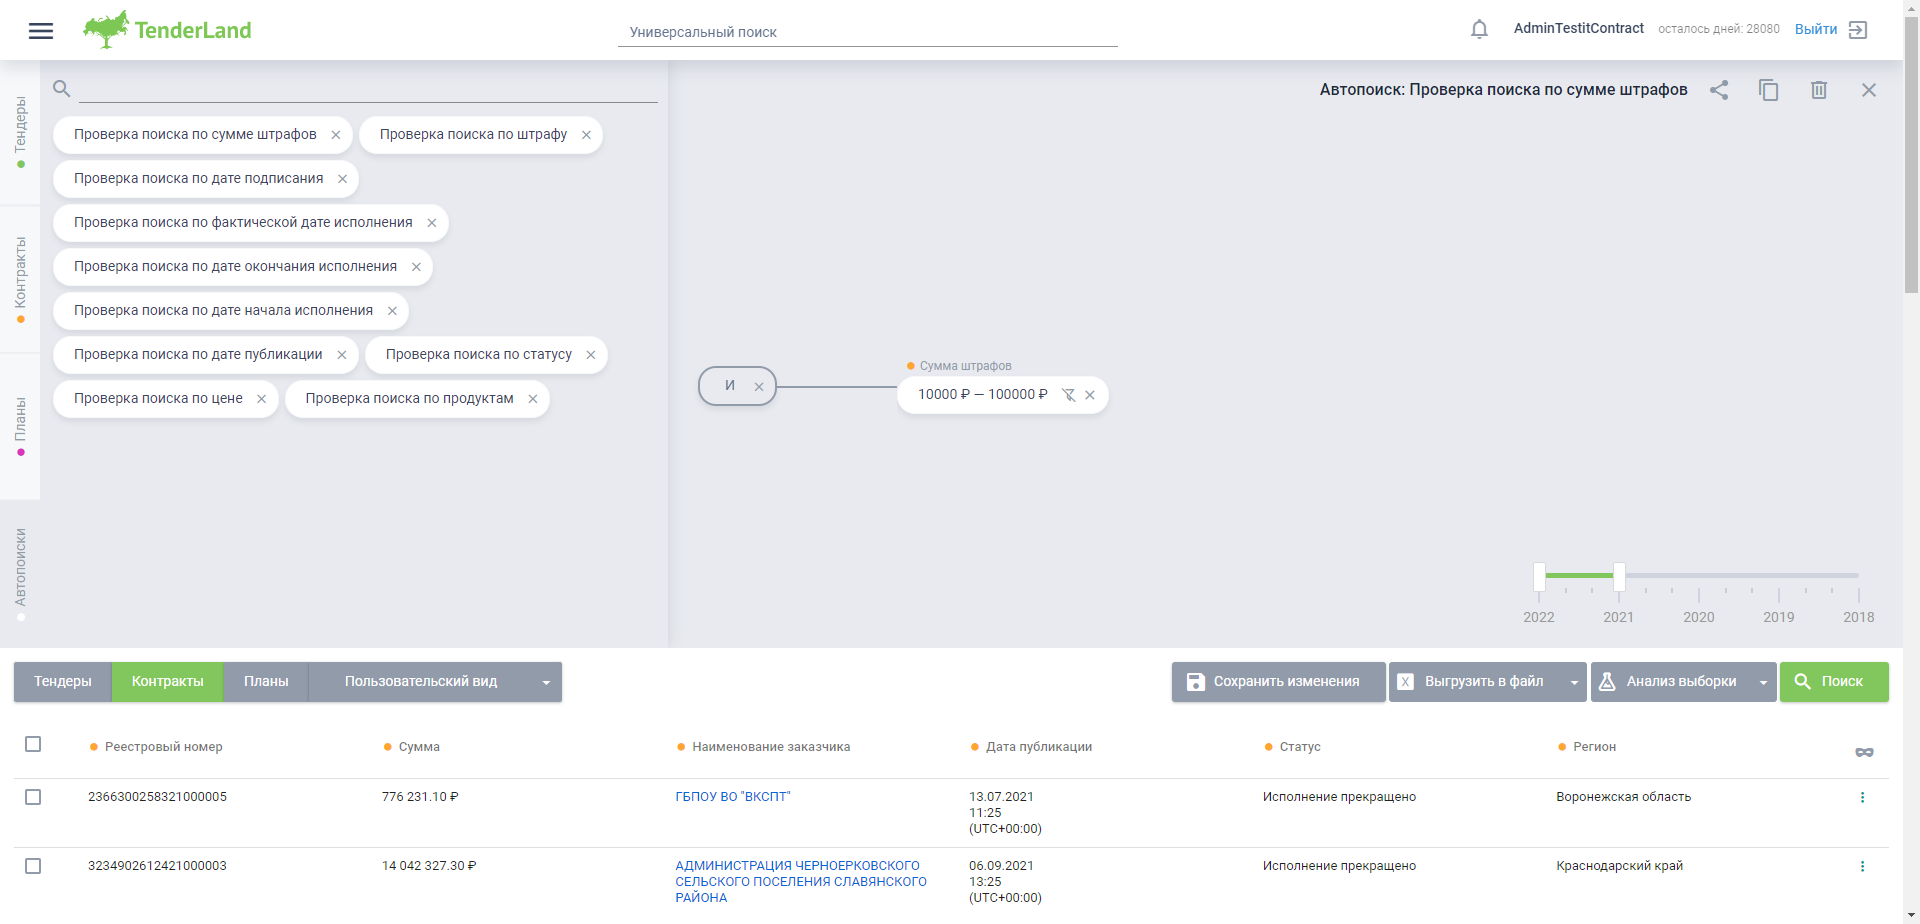 TenderLand
Универсальный поиск
AdminTestitContract
осталось дней: 28080
Выйти
Тендеры
Контракты
Планы
Автопоиски
Автопоиск: Проверка поиска по сумме штрафов
Проверка поиска по сумме штрафов
Проверка поиска по штрафу
Проверка поиска по дате подписания
Проверка поиска по фактической дате исполнения
Проверка поиска по дате окончания исполнения
Проверка поиска по дате начала исполнения
Проверка поиска по дате публикации
Проверка поиска по статусу
Проверка поиска по цене
Проверка поиска по продуктам
И
Сумма штрафов
10000 ₽ — 100000 ₽
2022 2021 2020 2019 2018
Тендеры Контракты Планы Пользовательский вид
Сохранить изменения
X Выгрузить в файл
Анализ выборки
Поиск
Реестровый номер Сумма Наименование заказчика Дата публикации Статус Регион
2366300258321000005 776 231.10 ₽ ГБПОУ ВО "ВКСПТ" 13.07.2021 Исполнение прекращено Воронежская область
11:25
(UTC+00:00)
3234902612421000003 14 042 327.30 ₽ АДМИНИСТРАЦИЯ ЧЕРНОЕРКОВСКОГО 06.09.2021 Исполнение прекращено Краснодарский край
СЕЛЬСКОГО ПОСЕЛЕНИЯ СЛАВЯНСКОГО 13:25
РАЙОНА (UTC+00:00)